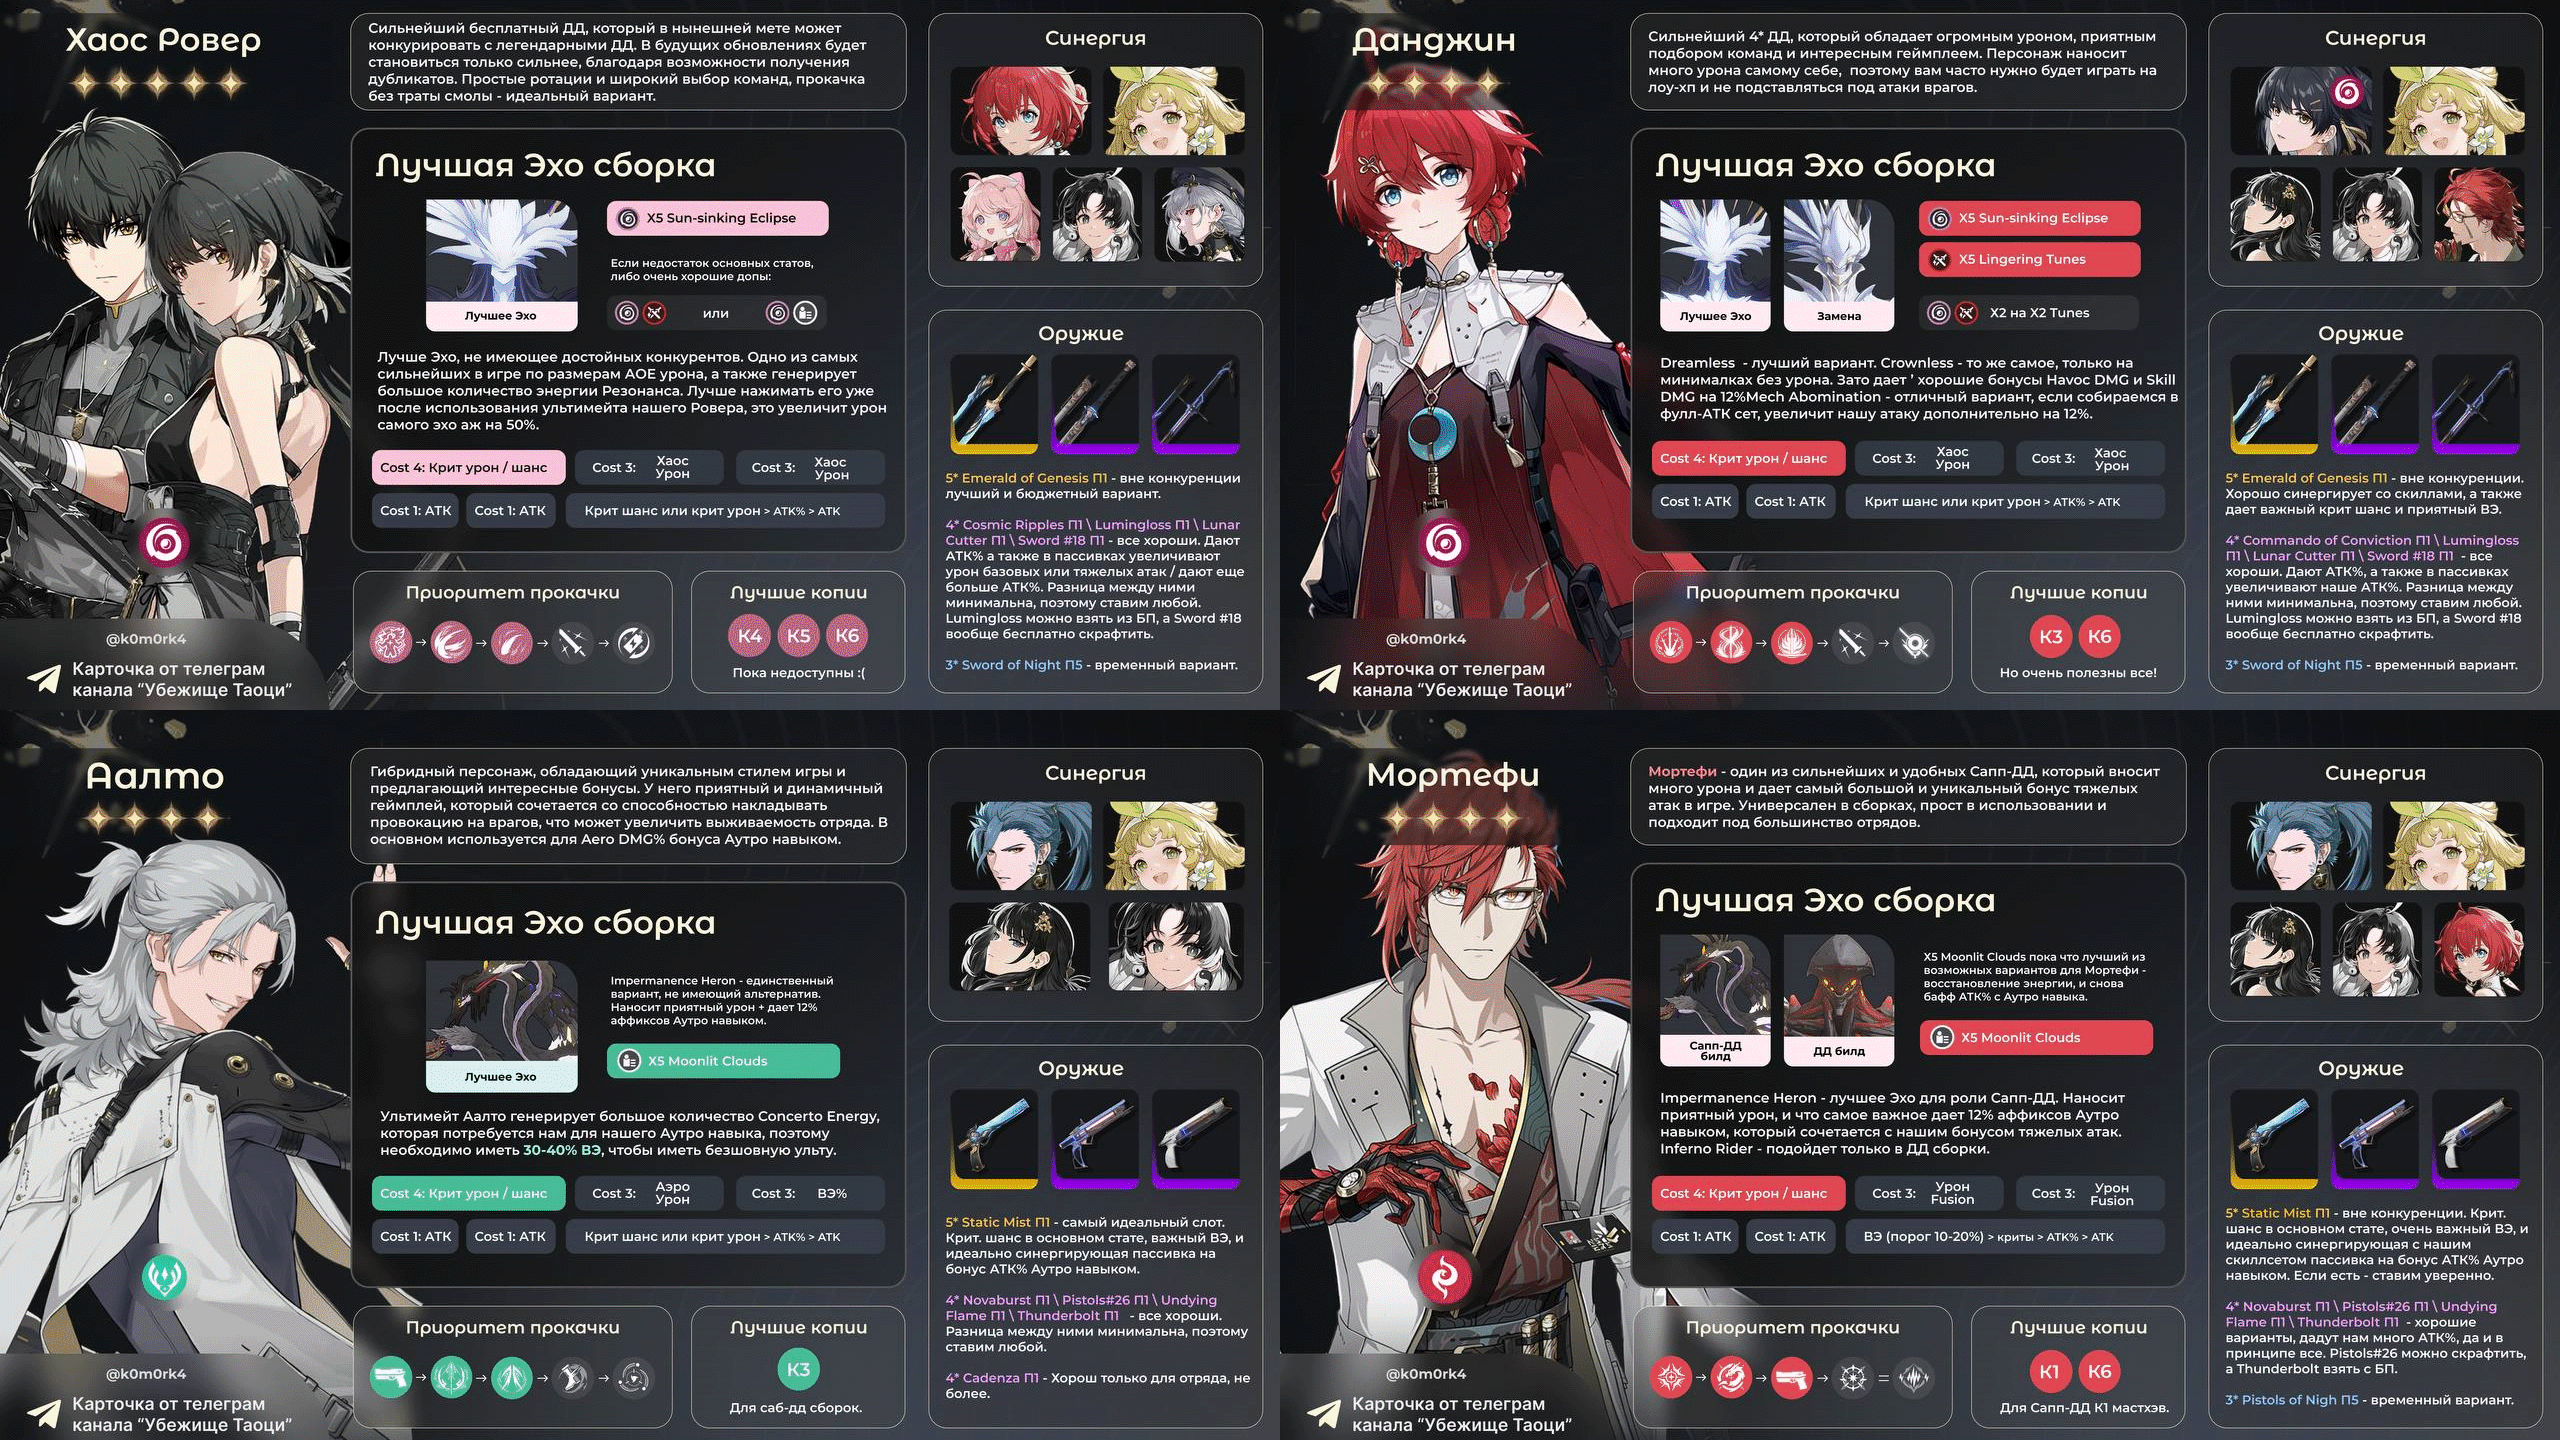 Хаос Ровер
Сильнейший бесплатный ДД, который в нынешней мете может
конкурировать с легендарными ДД. В будущих обновлениях будет
становиться только сильнее, благодаря возможности получения
дубликатов. Простые ротации и широкий выбор команд, прокачка
без траты смолы - идеальный вариант.
Лучшая Эхо сборка
Лучшее Эхо
X5 Sun-sinking Eclipse
Если недостаток основных статов,
либо очень хорошие допы:
или
Лучше Эхо, не имеющее достойных конкурентов. Одно из самых
сильнейших в игре по размерам АОЕ урона, а также генерирует
большое количество энергии Резонанса. Лучше нажимать его уже
после использования ультимейта нашего Ровера, это увеличит урон
самого эхо аж на 50%.
Cost 4: Крит урон / шанс
Cost 3: Хаос Урон
Cost 3: Хаос Урон
Cost 1: АТК
Cost 1: АТК
Крит шанс или крит урон > АТК% > АТК
Приоритет прокачки
Лучшие копии
К4 К5 К6
Пока недоступны :(
@k0m0rk4
Карточка от телеграм
канала “Убежище Таоци”
Синергия
Оружие
5* Emerald of Genesis П1 - вне конкуренции
лучший и бюджетный вариант.
4* Cosmic Ripples П1 \ Lumingloss П1 \ Lunar
Cutter П1 \ Sword #18 П1 - все хороши. Дают
АТК% а также в пассивках увеличивают
урон базовых или тяжелых атак / дают еще
больше АТК%. Разница между ними
минимальна, поэтому ставим любой.
Lumingloss можно взять из БП, а Sword #18
вообще бесплатно скрафтить.
3* Sword of Night П5 - временный вариант.
Данджин
Сильнейший 4* ДД, который обладает огромным уроном, приятным
подбором команд и интересным геймплеем. Персонаж наносит
много урона самому себе, поэтому вам часто нужно будет играть на
лоу-хп и не подставляться под атаки врагов.
Лучшая Эхо сборка
Лучшее Эхо
Замена
X5 Sun-sinking Eclipse
X5 Lingering Tunes
X2 на X2 Tunes
Dreamless - лучший вариант. Crownless - то же самое, только на
минималках без урона. Зато дает ' хорошие бонусы Havoc DMG и Skill
DMG на 12%Mech Abomination - отличный вариант, если собираемся в
фулл-АТК сет, увеличит нашу атаку дополнительно на 12%.
Cost 4: Крит урон / шанс
Cost 3: Хаос Урон
Cost 3: Хаос Урон
Cost 1: АТК
Cost 1: АТК
Крит шанс или крит урон > АТК% > АТК
Приоритет прокачки
Лучшие копии
К3 К6
Но очень полезны все!
@k0m0rk4
Карточка от телеграм
канала “Убежище Таоци”
Синергия
Оружие
5* Emerald of Genesis П1 - вне конкуренции.
Хорошо синергирует со скиллами, а также
дает важный крит шанс и приятный ВЭ.
4* Commando of Conviction П1 \ Lumingloss
П1 \ Lunar Cutter П1 \ Sword #18 П1 - все
хороши. Дают АТК%, а также в пассивках
увеличивают наше АТК%. Разница между
ними минимальна, поэтому ставим любой.
Lumingloss можно взять из БП, а Sword #18
вообще бесплатно скрафтить.
3* Sword of Night П5 - временный вариант.
Аалто
Гибридный персонаж, обладающий уникальным стилем игры и
предлагающий интересные бонусы. У него приятный и динамичный
геймплей, который сочетается со способностью накладывать
провокацию на врагов, что может увеличить выживаемость отряда. В
основном используется для Aero DMG% бонуса Аутро навыком.
Лучшая Эхо сборка
Лучшее Эхо
Impermanence Heron - единственный
вариант, не имеющий альтернатив.
Наносит приятный урон + дает 12%
аффиксов Аутро навыком.
X5 Moonlit Clouds
Ультимейт Аалто генерирует большое количество Concerto Energy,
которая потребуется нам для нашего Аутро навыка, поэтому
необходимо иметь 30-40% ВЭ, чтобы иметь безшовную ульту.
Cost 4: Крит урон / шанс
Cost 3: Аэро Урон
Cost 3: ВЭ%
Cost 1: АТК
Cost 1: АТК
Крит шанс или крит урон > АТК% > АТК
Приоритет прокачки
Лучшие копии
К3
Для саб-дд сборок.
@k0m0rk4
Карточка от телеграм
канала “Убежище Таоци”
Синергия
Оружие
5* Static Mist П1 - самый идеальный слот.
Крит. шанс в основном стате, важный ВЭ, и
идеально синергирующая пассивка на
бонус АТК% Аутро навыком.
4* Novaburst П1 \ Pistols#26 П1 \ Undying
Flame П1 \ Thunderbolt П1 - все хороши.
Разница между ними минимальна, поэтому
ставим любой.
4* Cadenza П1 - Хорош только для отряда, не
более.
Мортефи
Мортефи - один из сильнейших и удобных Сапп-ДД, который вносит
много урона и дает самый большой и уникальный бонус тяжелых
атак в игре. Универсален в сборках, прост в использовании и
подходит под большинство отрядов.
Лучшая Эхо сборка
Сапп-ДД
билд
ДД билд
X5 Moonlit Clouds пока что лучший из
возможных вариантов для Мортефи -
восстановление энергии, и снова
бафф АТК% с Аутро навыка.
X5 Moonlit Clouds
Impermanence Heron - лучшее Эхо для роли Сапп-ДД. Наносит
приятный урон, и что самое важное дает 12% аффиксов Аутро
навыком, который сочетается с нашим бонусом тяжелых атак.
Inferno Rider - подойдет только в ДД сборки.
Cost 4: Крит урон / шанс
Cost 3: Урон Fusion
Cost 3: Урон Fusion
Cost 1: АТК
Cost 1: АТК
ВЭ (порог 10-20%) > криты > АТК% > АТК
Приоритет прокачки
Лучшие копии
К1 К6
Для Сапп-ДД К1 мастхэв.
@k0m0rk4
Карточка от телеграм
канала “Убежище Таоци”
Синергия
Оружие
5* Static Mist П1 - вне конкуренции. Крит.
шанс в основном стате, очень важный ВЭ, и
идеально синергирующая с нашим
скиллсетом пассивка на бонус АТК% Аутро
навыком. Если есть - ставим уверенно.
4* Novaburst П1 \ Pistols#26 П1 \ Undying
Flame П1 \ Thunderbolt П1 - хорошие
варианты, дадут нам много АТК%, да и в
принципе все. Pistols#26 можно скрафтить,
а Thunderbolt взять с БП.
3* Pistols of Nigh П5 - временный вариант.